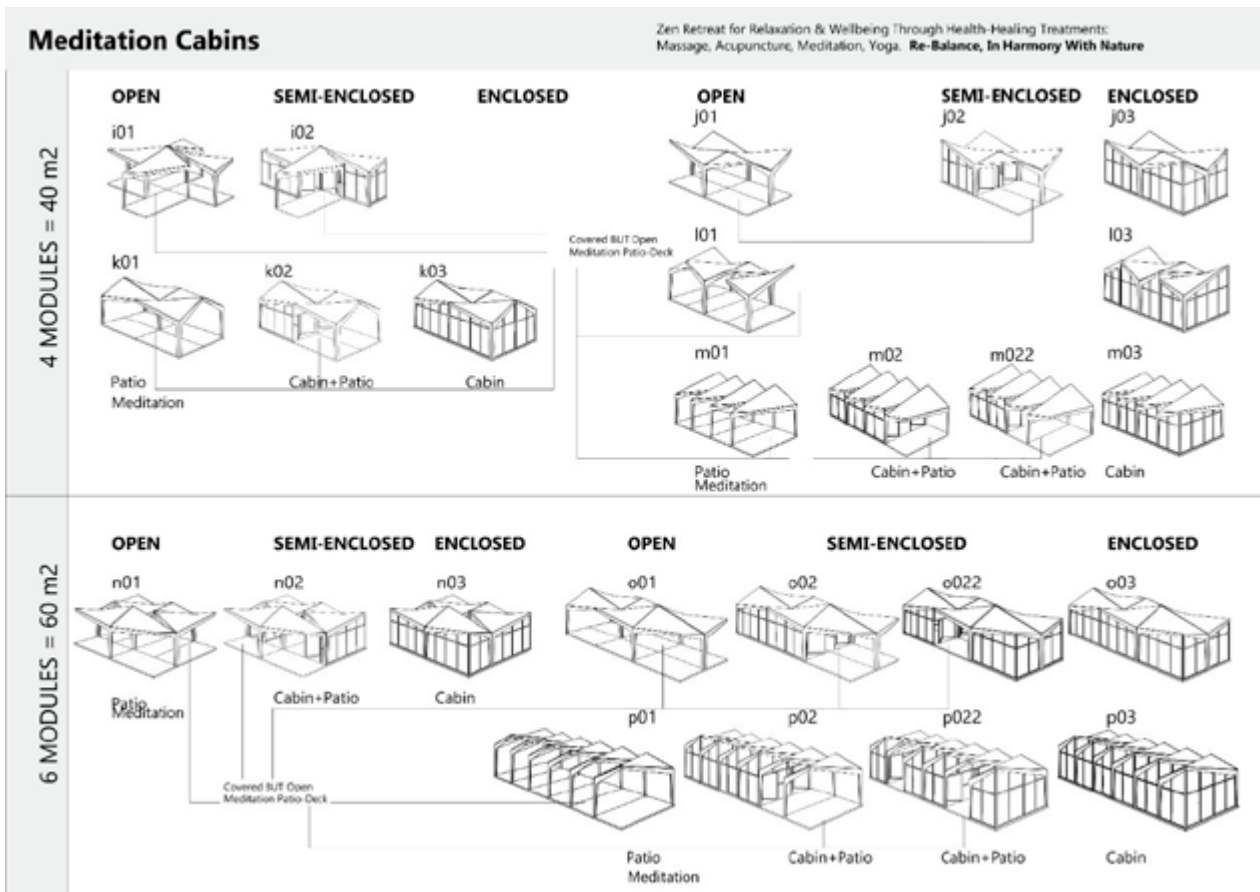 Meditation Cabins
Zen Retreat for Relaxation & Wellbeing Through Health-Healing Treatments:
Massage, Acupuncture, Meditation, Yoga. Re-Balance, In Harmony With Nature
4 MODULES = 40 m2
OPEN SEMI-ENCLOSED ENCLOSED OPEN SEMI-ENCLOSED ENCLOSED
i01 i02 j01 j02 j03
Covered BUT Open
Meditation Patio-Deck
l01 l03
k01 k02 k03
m01 m02 m022 m03
Patio
Meditation
Cabin+Patio Cabin
Patio
Meditation
Cabin+Patio Cabin+Patio Cabin
6 MODULES = 60 m2
OPEN SEMI-ENCLOSED ENCLOSED OPEN SEMI-ENCLOSED ENCLOSED
n01 n02 n03 o01 o02 o022 o03
Patio
Meditation
Cabin+Patio Cabin
p01 p02 p022 p03
Covered BUT Open
Meditation Patio-Deck
Patio
Meditation
Cabin+Patio Cabin+Patio Cabin